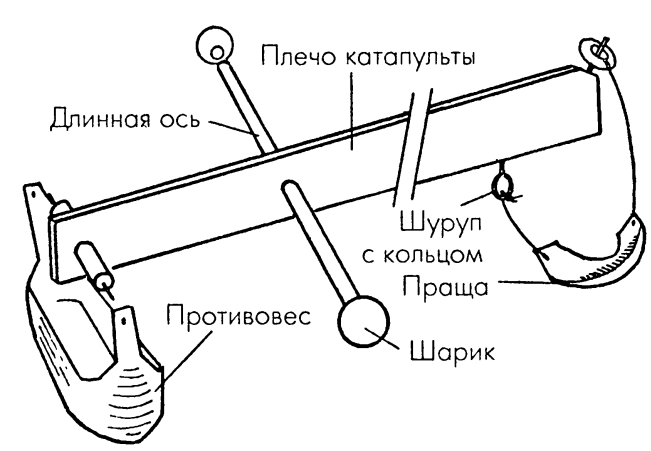 Плечо катапульты
Длинная ось
Шуруп
с кольцом
Праща
Противовес
Шарик